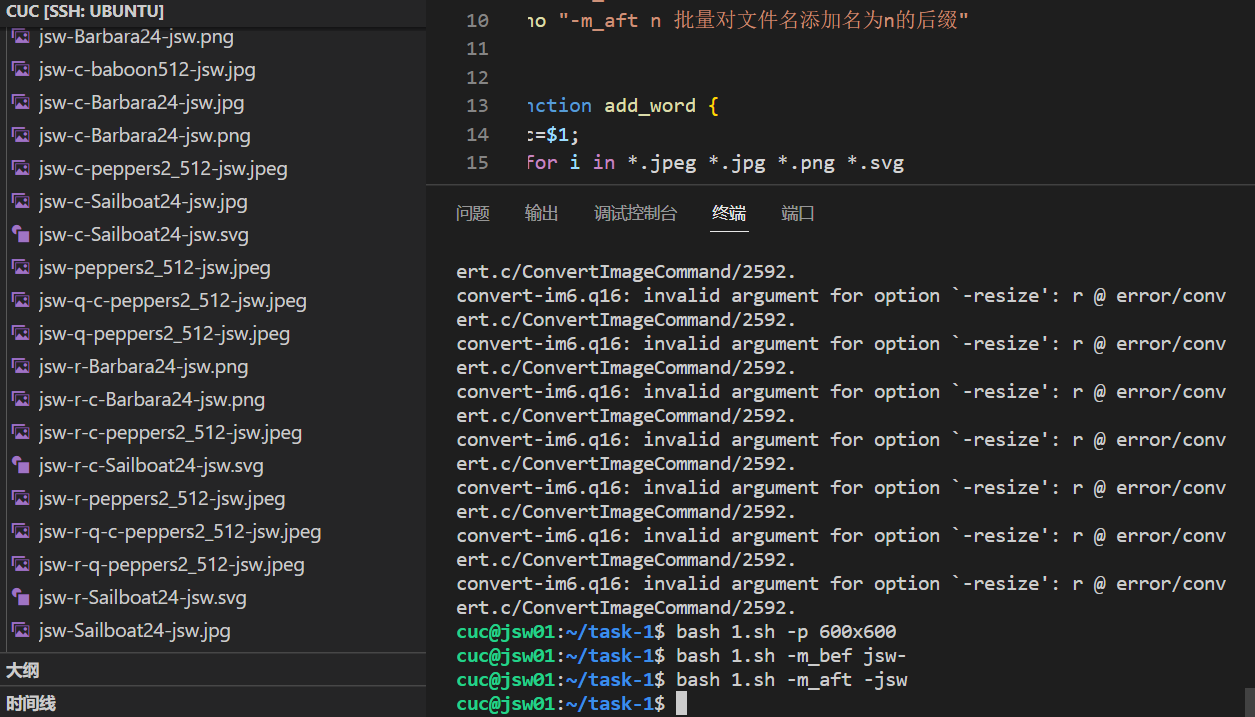 CUC [SSH: UBUNTU]
jsw-Barbara24-jsw.png
jsw-c-baboon512-jsw.jpg
jsw-c-Barbara24-jsw.jpg
jsw-c-Barbara24-jsw.png
jsw-c-peppers2_512-jsw.jpeg
jsw-c-Sailboat24-jsw.jpg
jsw-c-Sailboat24-jsw.svg
jsw-peppers2_512-jsw.jpeg
jsw-q-c-peppers2_512-jsw.jpeg
jsw-q-peppers2_512-jsw.jpeg
jsw-r-Barbara24-jsw.png
jsw-r-c-Barbara24-jsw.png
jsw-r-c-peppers2_512-jsw.jpeg
jsw-r-c-Sailboat24-jsw.svg
jsw-r-peppers2_512-jsw.jpeg
jsw-r-q-c-peppers2_512-jsw.jpeg
jsw-r-q-peppers2_512-jsw.jpeg
jsw-r-Sailboat24-jsw.svg
jsw-Sailboat24-jsw.jpg
大纲
时间线
10 ho "-m_aft n 批量对文件名添加名为n的后缀"
11
12
13 nction add_word {
14 c=$1;
15 for i in *.jpeg *.jpg *.png *.svg
问题 输出 调试控制台 终端 端口
ert.c/ConvertImageCommand/2592.
convert-im6.q16: invalid argument for option `-resize': r @ error/conv
ert.c/ConvertImageCommand/2592.
convert-im6.q16: invalid argument for option `-resize': r @ error/conv
ert.c/ConvertImageCommand/2592.
convert-im6.q16: invalid argument for option `-resize': r @ error/conv
ert.c/ConvertImageCommand/2592.
convert-im6.q16: invalid argument for option `-resize': r @ error/conv
ert.c/ConvertImageCommand/2592.
convert-im6.q16: invalid argument for option `-resize': r @ error/conv
ert.c/ConvertImageCommand/2592.
convert-im6.q16: invalid argument for option `-resize': r @ error/conv
ert.c/ConvertImageCommand/2592.
convert-im6.q16: invalid argument for option `-resize': r @ error/conv
ert.c/ConvertImageCommand/2592.
cuc@jsw01:~/task-1$ bash 1.sh -p 600x600
cuc@jsw01:~/task-1$ bash 1.sh -m_bef jsw-
cuc@jsw01:~/task-1$ bash 1.sh -m_aft -jsw
cuc@jsw01:~/task-1$